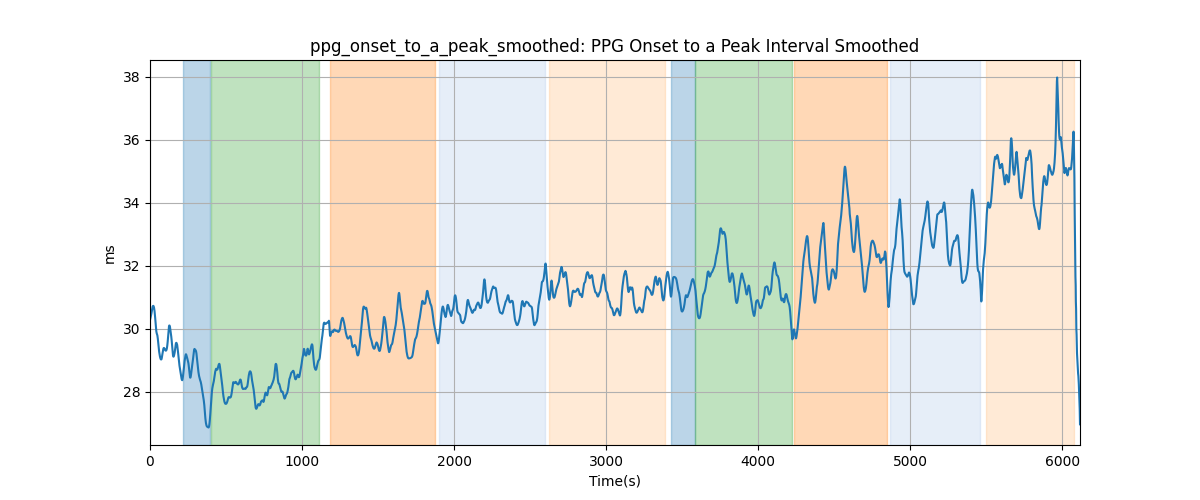 ppg_onset_to_a_peak_smoothed: PPG Onset to a Peak Interval Smoothed
38
36
34
32
30
28
ms
0 1000 2000 3000 4000 5000 6000
Time(s)